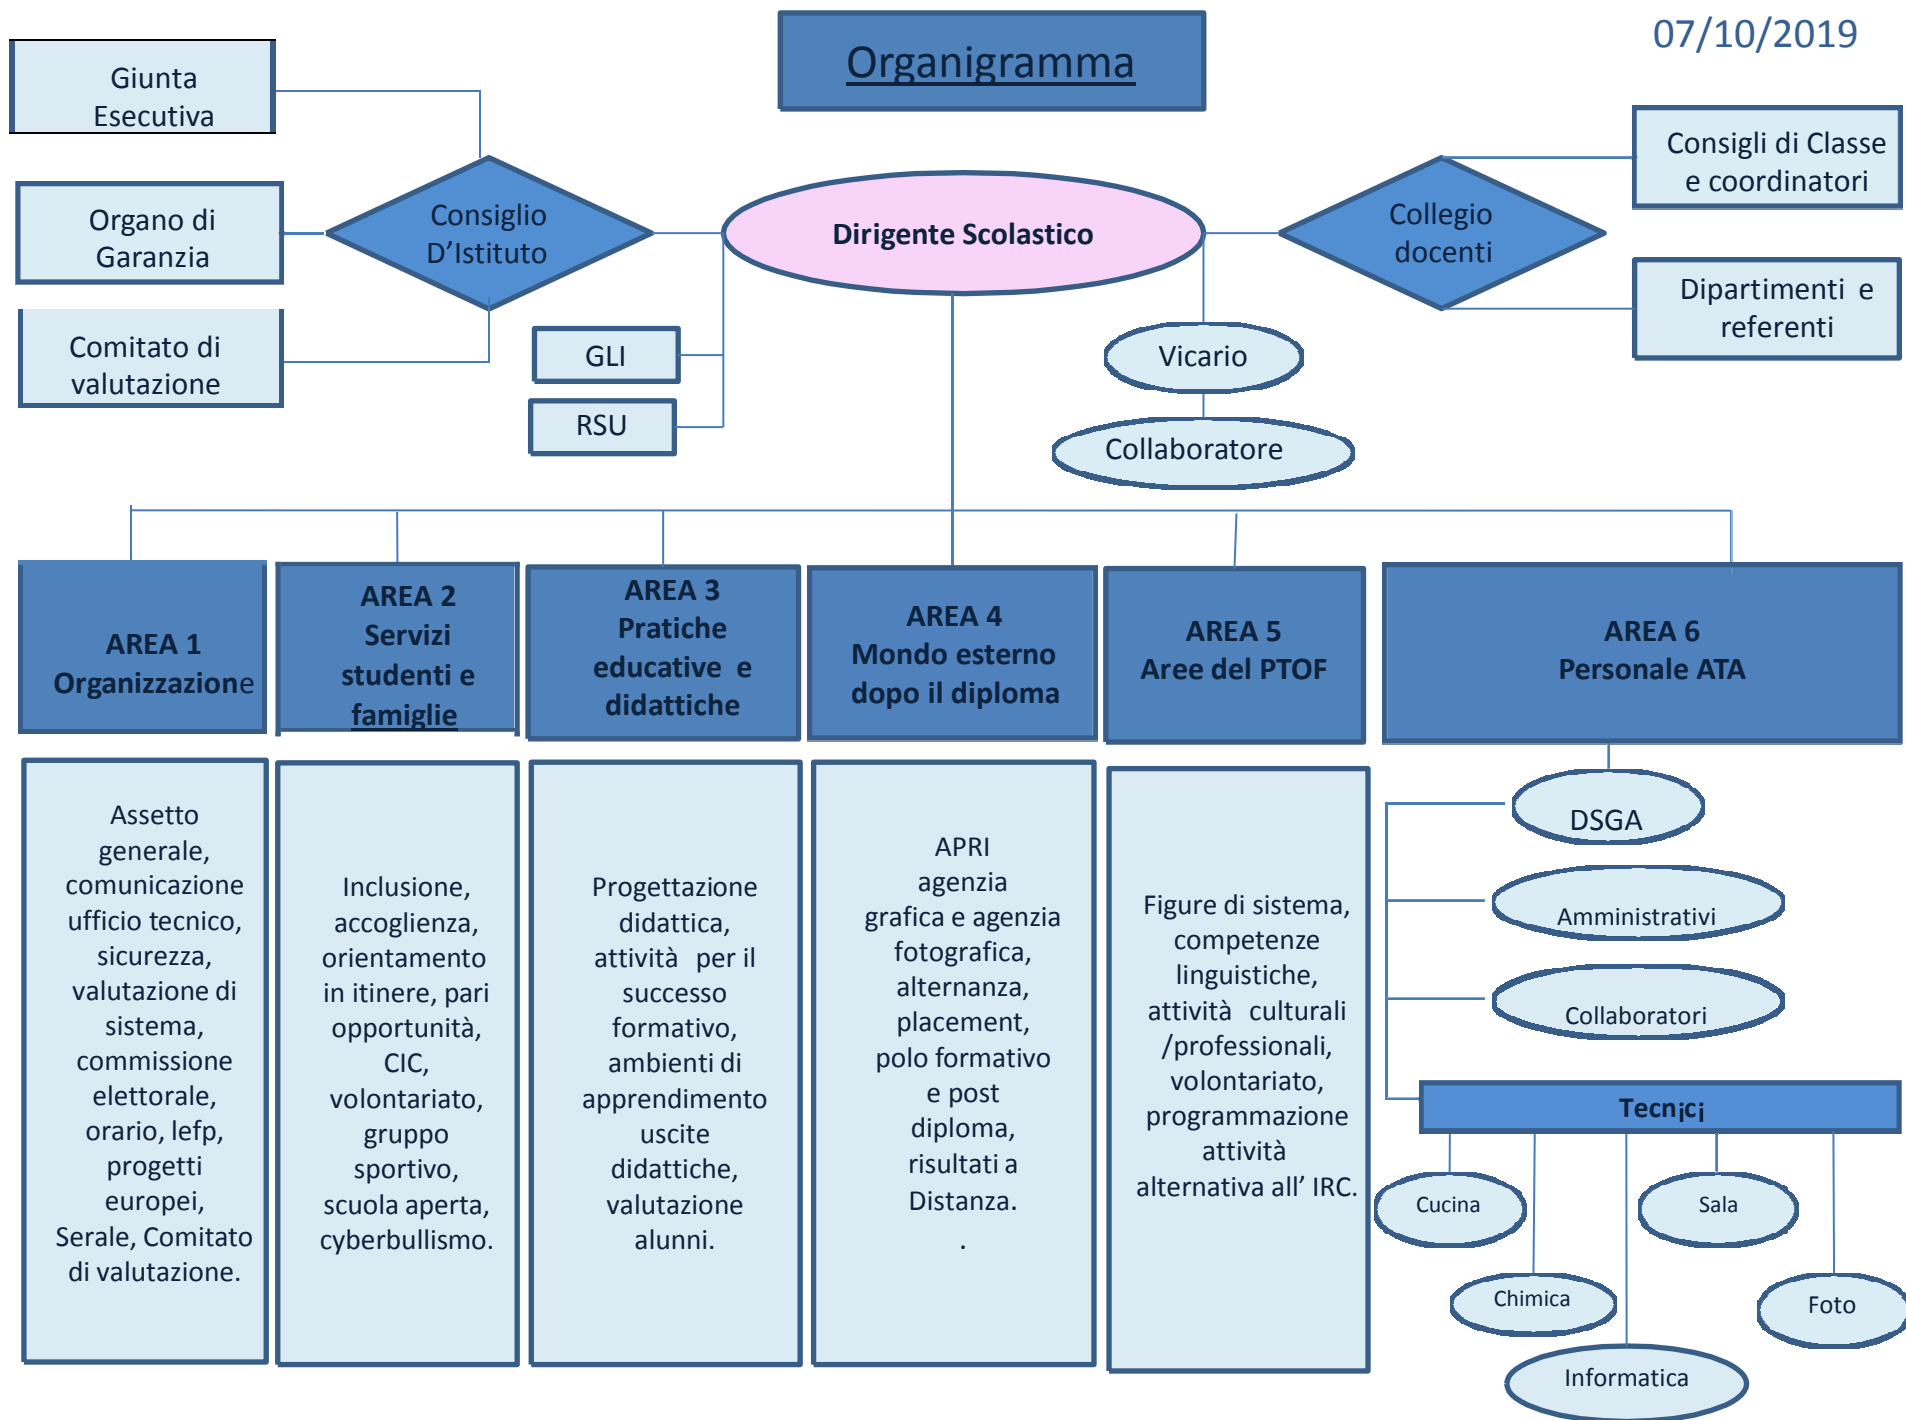 07/10/2019
Organigramma
Giunta
Esecutiva
Organo di
Garanzia
Comitato di
valutazione
Consiglio
D'Istituto
Dirigente Scolastico
GLI
RSU
Vicario
Collaboratore
Collegio
docenti
Consigli di Classe
e coordinatori
Dipartimenti e
referenti
AREA 1
Organizzazione
AREA 2
Servizi
studenti e
famiglie
AREA 3
Pratiche
educative e
didattiche
AREA 4
Mondo esterno
dopo il diploma
AREA 5
Aree del PTOF
AREA 6
Personale ATA
Assetto
generale,
comunicazione
ufficio tecnico,
sicurezza,
valutazione di
sistema,
commissione
elettorale,
orario, Iefp,
progetti
europei,
Serale, Comitato
di valutazione.
Inclusione,
accoglienza,
orientamento
in itinere, pari
opportunità,
CIC,
volontariato,
gruppo
sportivo,
scuola aperta,
cyberbullismo.
Progettazione
didattica,
attività per il
successo
formativo,
ambienti di
apprendimento
uscite
didattiche,
valutazione
alunni.
APRI
agenzia
grafica e agenzia
fotografica,
alternanza,
placement,
polo formativo
e post
diploma,
risultati a
Distanza.
.
Figure di sistema,
competenze
linguistiche,
attività culturali
/professionali,
volontariato,
programmazione
attività
alternativa all' IRC.
DSGA
Amministrativi
Collaboratori
Tecn¡c¡
Cucina
Sala
Chimica
Foto
Informatica